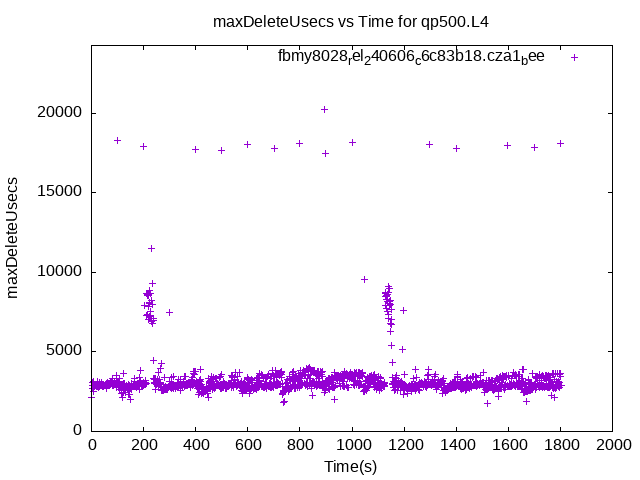 maxDeleteUsecs vs Time for qp500.L4
fbmy8028rel240606c6c83b18.cza1bee
20000
15000
10000
5000
0
maxDeleteUsecs
0 200 400 600 800 1000 1200 1400 1600 1800 2000
Time(s)